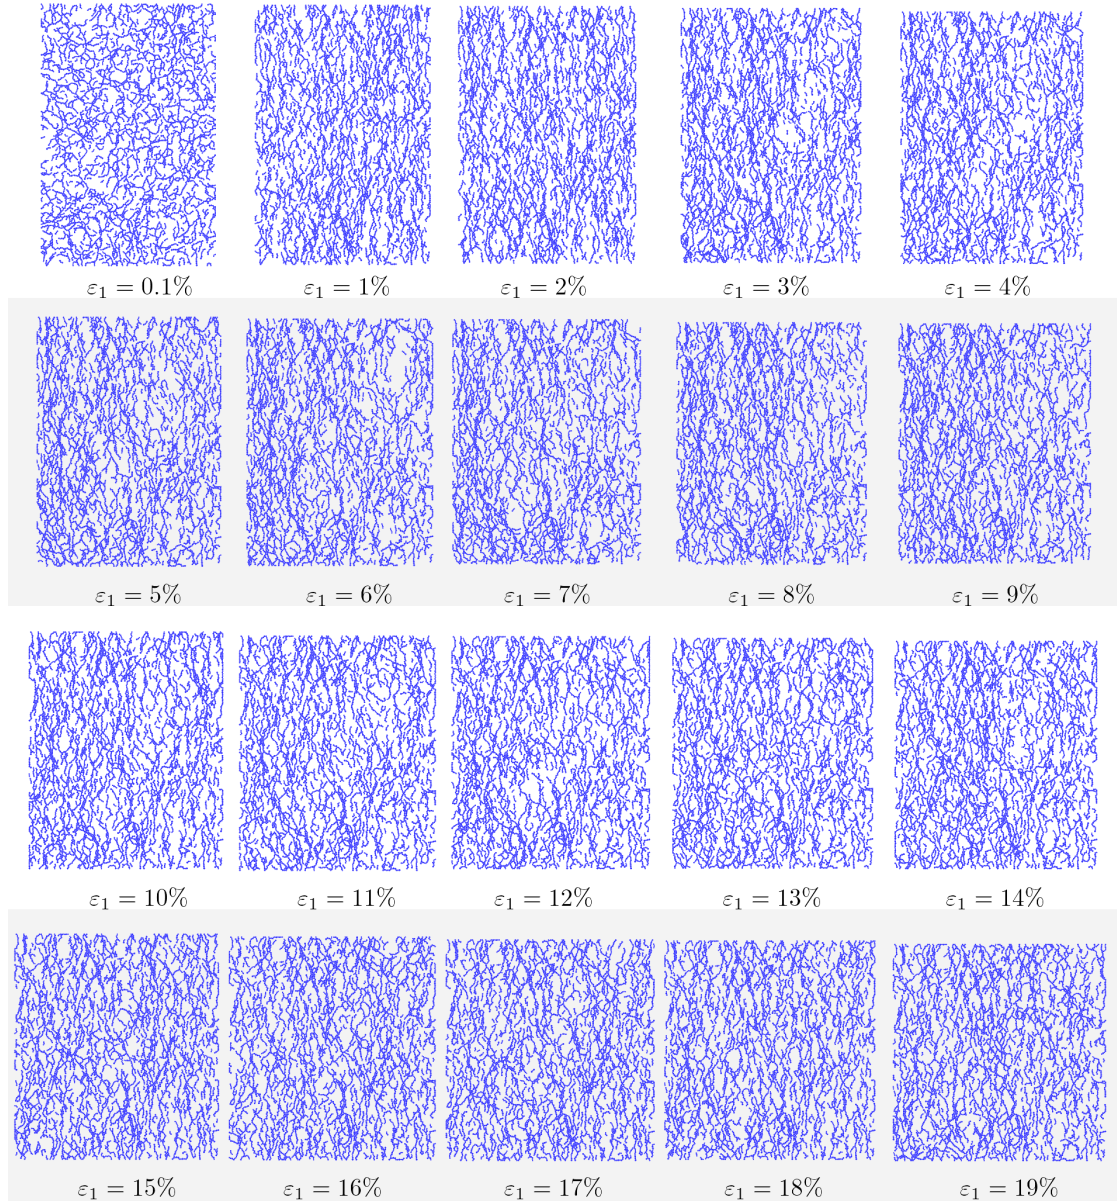 ε₁ = 0.1% ε₁ = 1% ε₁ = 2% ε₁ = 3% ε₁ = 4%
ε₁ = 5% ε₁ = 6% ε₁ = 7% ε₁ = 8% ε₁ = 9%
ε₁ = 10% ε₁ = 11% ε₁ = 12% ε₁ = 13% ε₁ = 14%
ε₁ = 15% ε₁ = 16% ε₁ = 17% ε₁ = 18% ε₁ = 19%